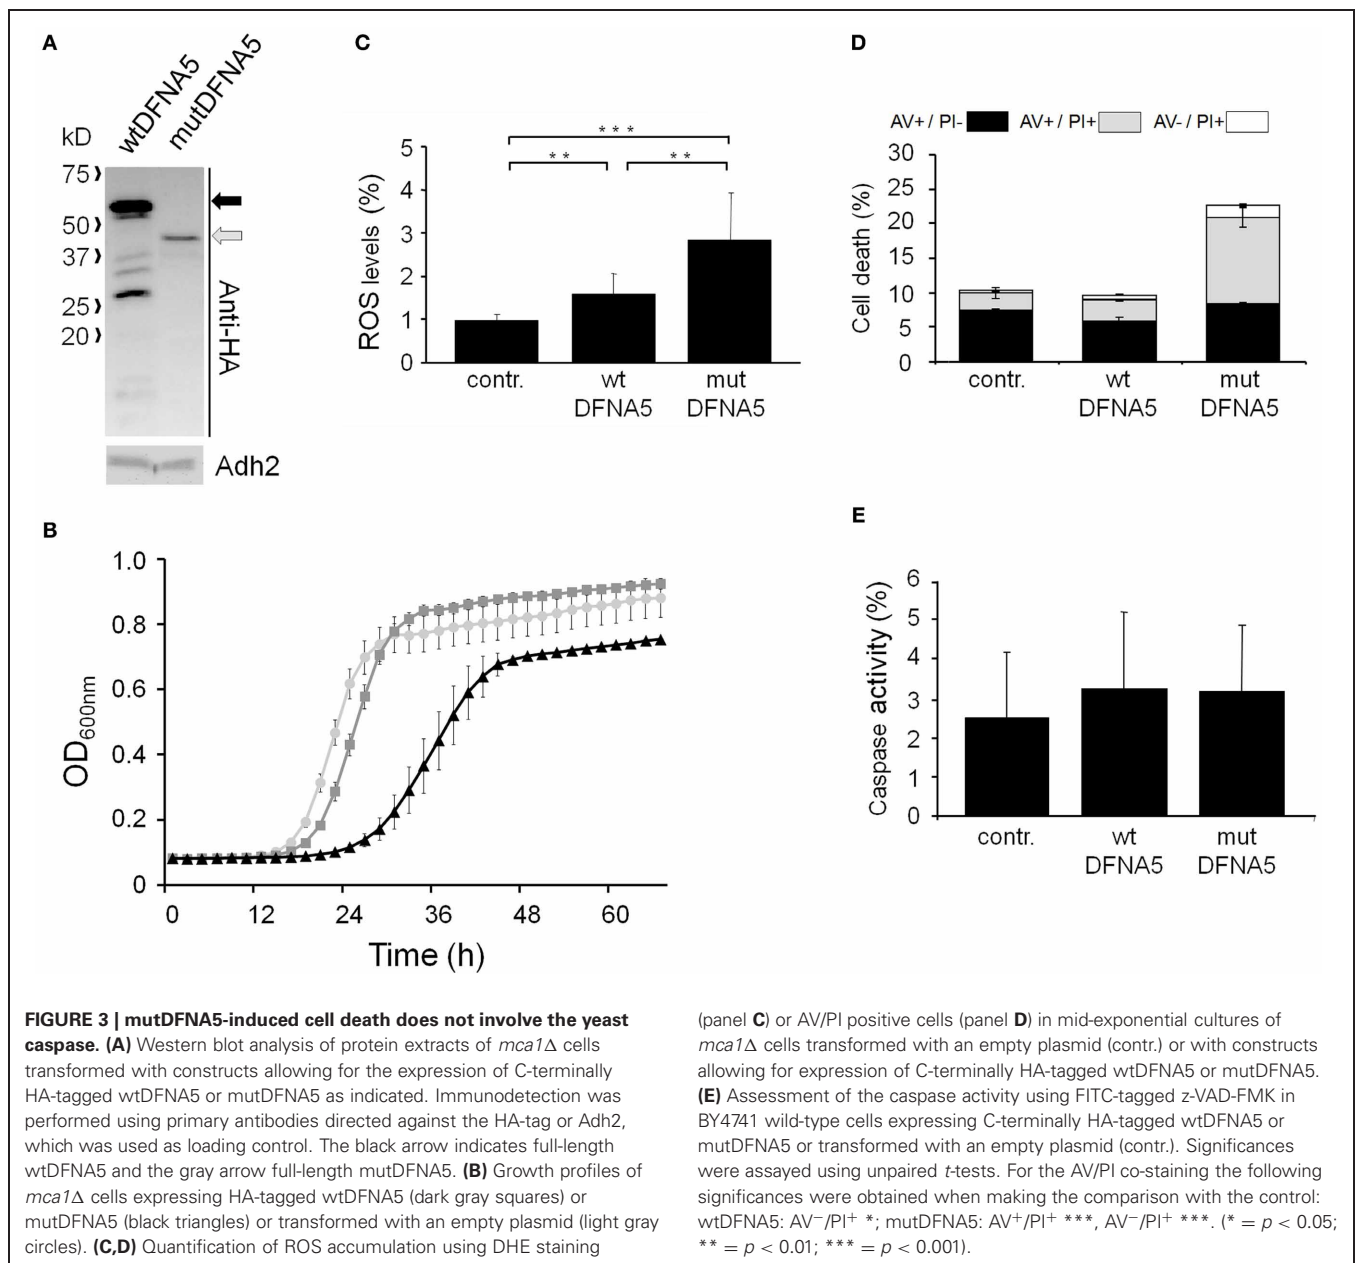 A
wtDFNA5
mutDFNA5
kD
75
50
37
25
20
Anti-HA
Adh2
C
***
** **
5
4
3
2
1
0
ROS levels (%)
contr. wt mut
DFNA5 DFNA5
D
AV+ / PI- AV+ / PI+ AV- / PI+
30
25
20
15
10
5
0
Cell death (%)
contr. wt mut
DFNA5 DFNA5
B
1.0
0.8
0.6
0.4
0.2
0
OD600nm
0 12 24 36 48 60
Time (h)
E
6
5
4
3
2
1
0
Caspase activity (%)
contr. wt mut
DFNA5 DFNA5
FIGURE 3 | mutDFNA5-induced cell death does not involve the yeast
caspase. (A) Western blot analysis of protein extracts of mca1Δ cells
transformed with constructs allowing for the expression of C-terminally
HA-tagged wtDFNA5 or mutDFNA5 as indicated. Immunodetection was
performed using primary antibodies directed against the HA-tag or Adh2,
which was used as loading control. The black arrow indicates full-length
wtDFNA5 and the gray arrow full-length mutDFNA5. (B) Growth profiles of
mca1Δ cells expressing HA-tagged wtDFNA5 (dark gray squares) or
mutDFNA5 (black triangles) or transformed with an empty plasmid (light gray
circles). (C,D) Quantification of ROS accumulation using DHE staining
(panel C) or AV/PI positive cells (panel D) in mid-exponential cultures of
mca1Δ cells transformed with an empty plasmid (contr.) or with constructs
allowing for expression of C-terminally HA-tagged wtDFNA5 or mutDFNA5.
(E) Assessment of the caspase activity using FITC-tagged z-VAD-FMK in
BY4741 wild-type cells expressing C-terminally HA-tagged wtDFNA5 or
mutDFNA5 or transformed with an empty plasmid (contr.). Significances
were assayed using unpaired t-tests. For the AV/PI co-staining the following
significances were obtained when making the comparison with the control:
wtDFNA5: AV⁻/PI⁺ *; mutDFNA5: AV⁺/PI⁺ ***, AV⁻/PI⁺ ***. (* = p < 0.05;
** = p < 0.01; *** = p < 0.001).